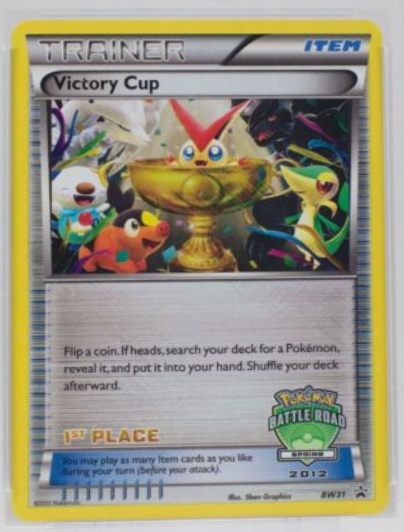 TRAINER
ITEM
Victory Cup
Flip a coin. If heads, search your deck for a Pokémon,
reveal it, and put it into your hand. Shuffle your deck
afterward.
POKéMON
BATTLE ROAD
SPRING
2012
1ST PLACE
You may play as many Item cards as you like
during your turn (before your attack).
Illus. Shen Graphics
BW31